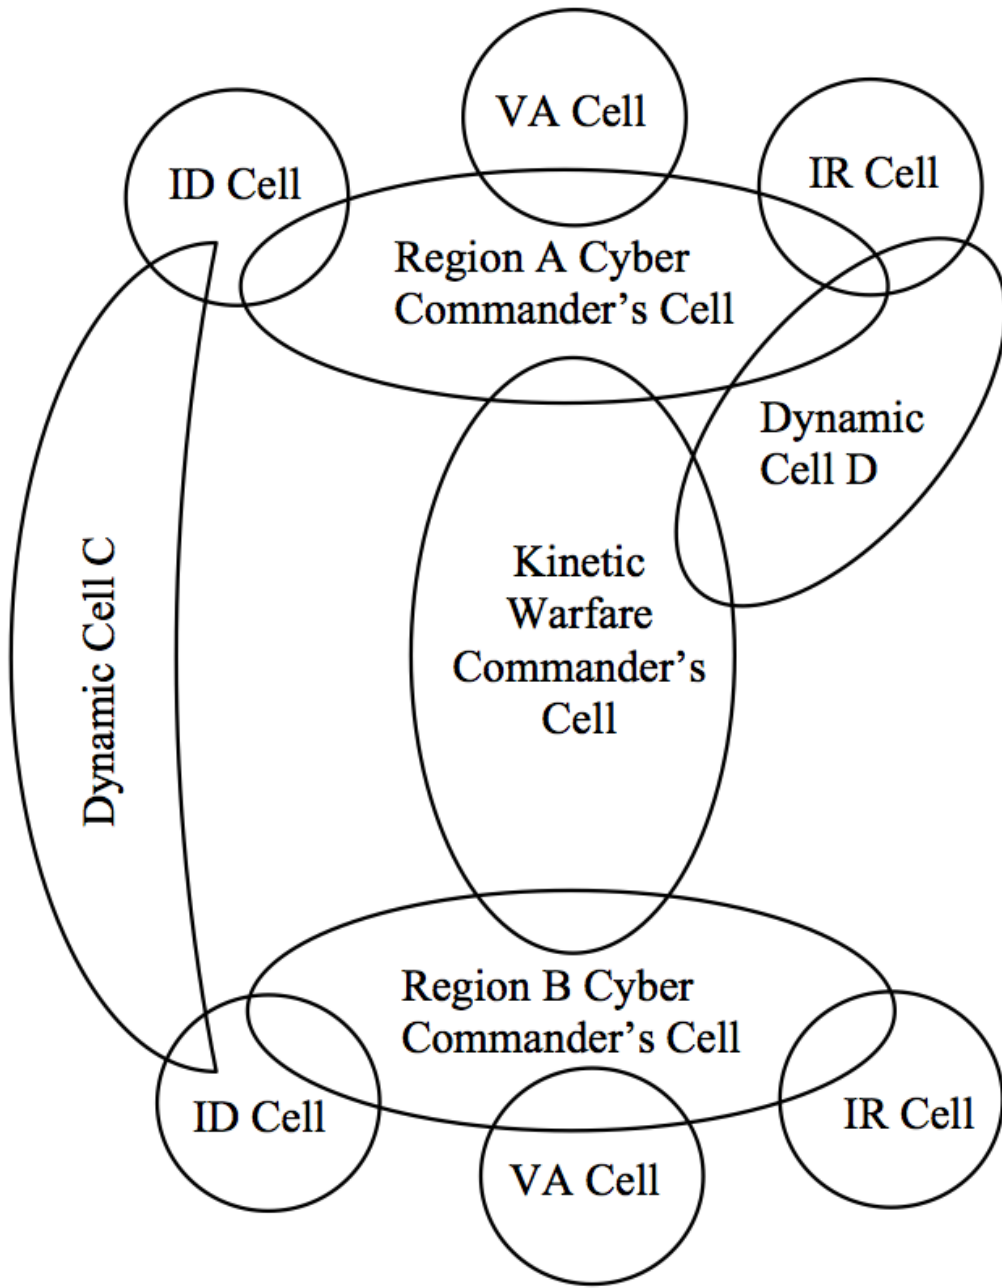 VA Cell
ID Cell
IR Cell
Region A Cyber
Commander’s Cell
Dynamic
Cell D
Kinetic
Warfare
Commander’s
Cell
Dynamic Cell C
Region B Cyber
Commander’s Cell
ID Cell
VA Cell
IR Cell